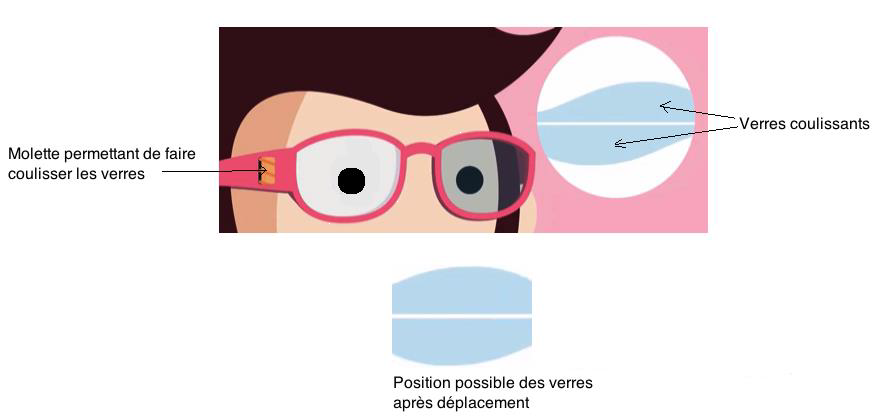 Verres coulissants
Molette permettant de faire
coulisser les verres
Position possible des verres
après déplacement